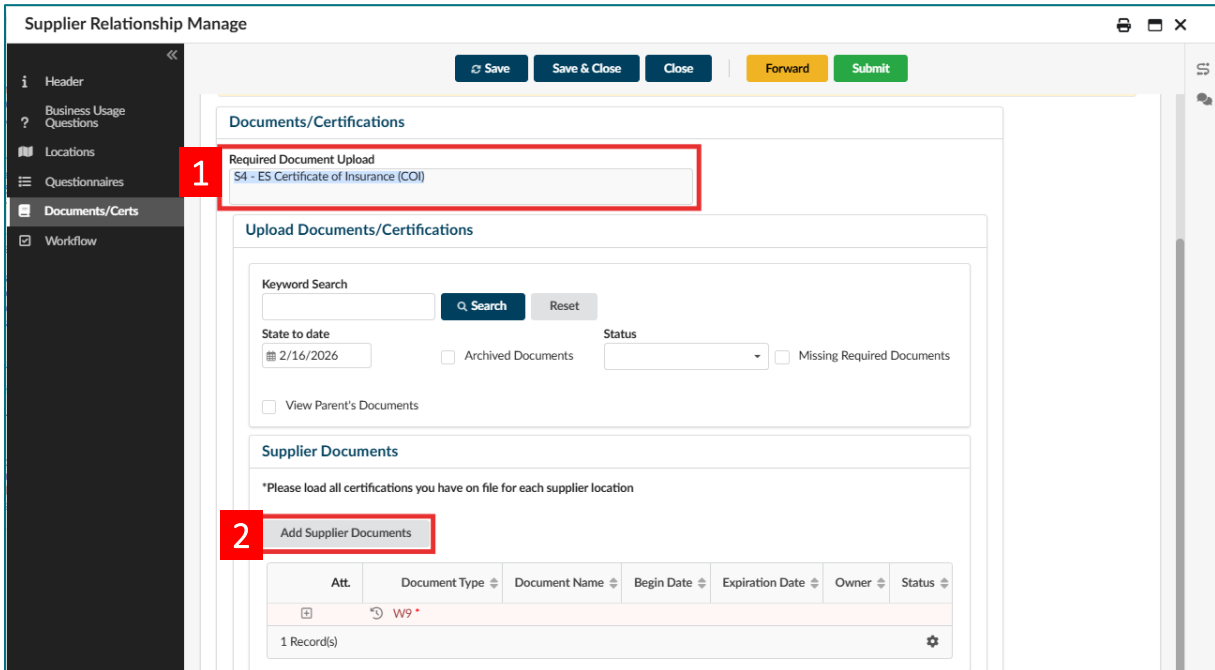 Supplier Relationship Manage
Save Save & Close Close Forward Submit
Header
Business Usage
Questions
Locations
Questionnaires
Documents/Certs
Workflow
Documents/Certifications
1
Required Document Upload
S4 - ES Certificate of Insurance (COI)
Upload Documents/Certifications
Keyword Search
Search Reset
State to date Status
2/16/2026 Archived Documents Missing Required Documents
View Parent's Documents
Supplier Documents
*Please load all certifications you have on file for each supplier location
2 Add Supplier Documents
Att. Document Type Document Name Begin Date Expiration Date Owner Status
W9 *
1 Record(s)